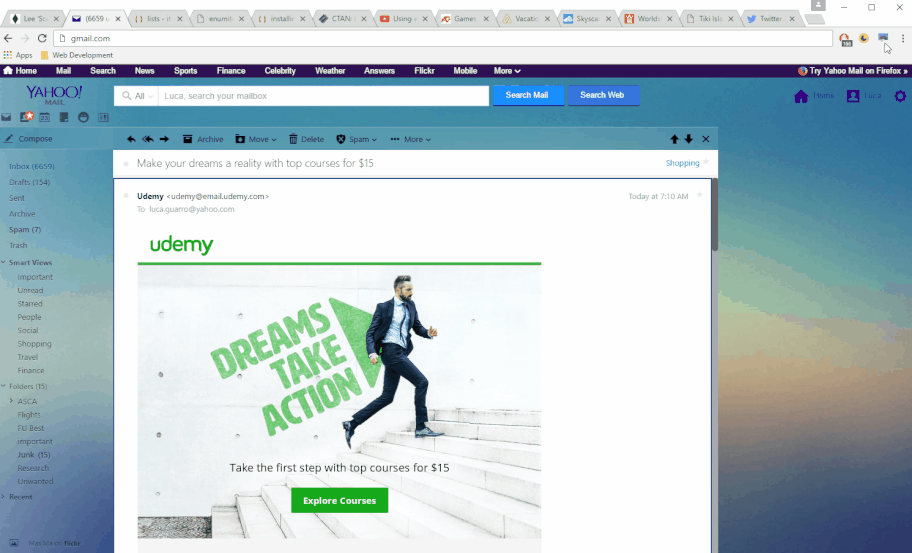 Lee 'Sc
(6659 u
lists - d
enumit
installe
CTAN:
Using
Games
Vacatio
Skysca
Worlds
Tiki Isl
Twitter
gmail.com
Apps Web Development
Home Mail Search News Sports Finance Celebrity Weather Answers Flickr Mobile More Try Yahoo Mail on Firefox »
YAHOO!
MAIL
All Luca, search your mailbox Search Mail Search Web Home Luca
Compose Archive Move Delete Spam More
Make your dreams a reality with top courses for $15 Shopping
Inbox (6659)
Drafts (154)
Sent
Archive
Spam (7)
Trash
Smart Views
Important
Unread
Starred
People
Social
Shopping
Travel
Finance
Folders (15)
ASCA
Flights
FU Best
important
Junk (15)
Research
Unwanted
Recent
Udemy <udemy@email.udemy.com> Today at 7:10 AM
To luca.guarro@yahoo.com
udemy
DREAMS
TAKE
ACTION
Take the first step with top courses for $15
Explore Courses
flickr